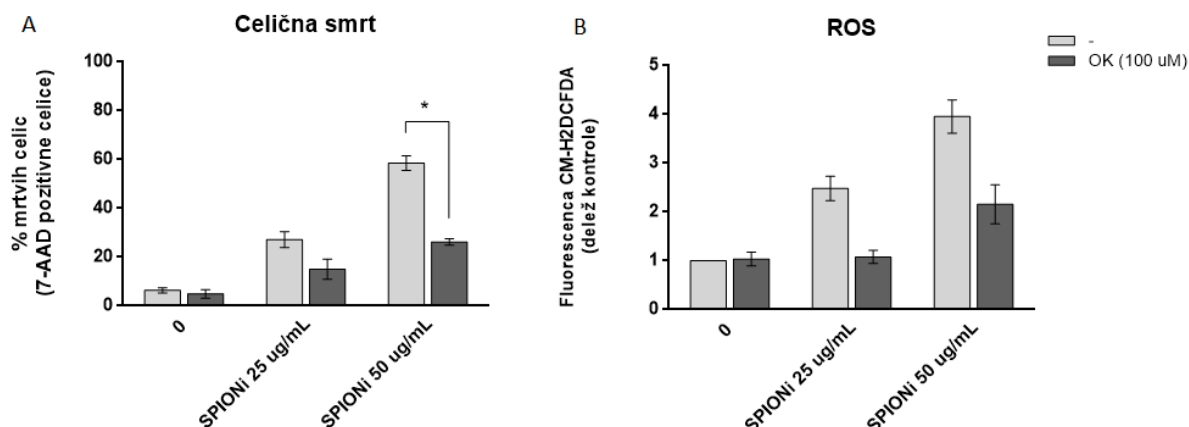 A
Celična smrt
% mrtvih celic
(7-AAD pozitivne celice)
100
80
60
40
20
0
*
0
SPIONi 25 ug/mL
SPIONi 50 ug/mL
B
ROS
Fluorescenca CM-H2DCFDA
(delež kontrole)
5
4
3
2
1
0
0
SPIONi 25 ug/mL
SPIONi 50 ug/mL
-
OK (100 uM)